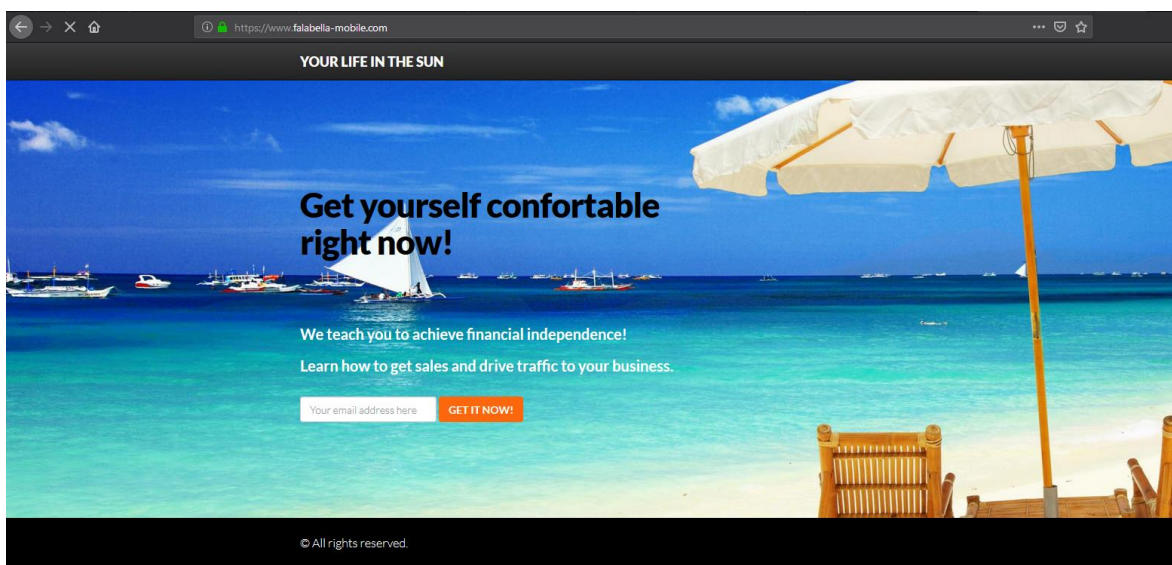 https://www.falabella-mobile.com
YOUR LIFE IN THE SUN
Get yourself confortable
right now!
We teach you to achieve financial independence!
Learn how to get sales and drive traffic to your business.
Your email address here GET IT NOW!
© All rights reserved.